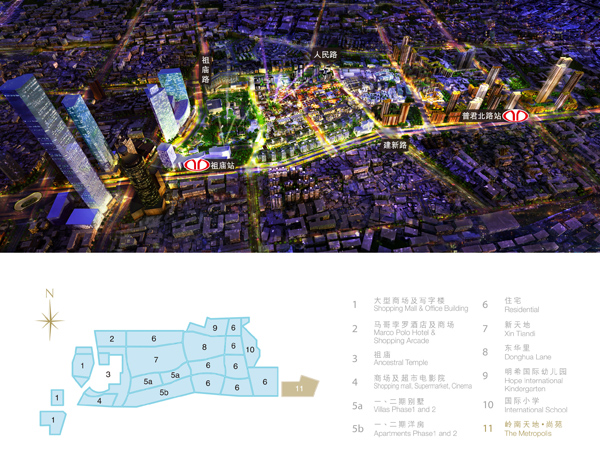 人民路
祖庙路
普君北路站
建新路
祖庙站
N
2
6
9
6
6
1
3
7
8
6
6
10
5a
5a
6
6
6
6
4
5b
6
6
6
11
1
1
1 大型商场及写字楼
Shopping Mall & Office Building
2 马哥孛罗酒店及商场
Marco Polo Hotel &
Shopping Arcade
3 祖庙
Ancestral Temple
4 商场及超市电影院
Shopping mall, Supermarket, Cinema
5a 一、二期别墅
Villas Phase1 and 2
5b 一、二期洋房
Apartments Phase1 and 2
6 住宅
Residential
7 新天地
Xin Tiandi
8 东华里
Donghua Lane
9 明希国际幼儿园
Hope International
Kindergarten
10 国际小学
International School
11 岭南天地•尚苑
The Metropolis